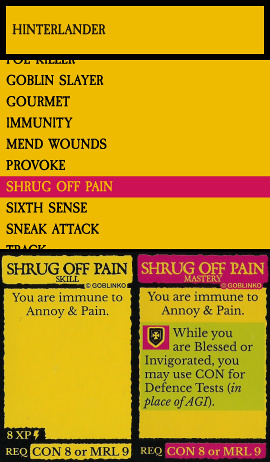 HINTERLANDER
FOE KILLER
GOBLIN SLAYER
GOURMET
IMMUNITY
MEND WOUNDS
PROVOKE
SHRUG OFF PAIN
SIXTH SENSE
SNEAK ATTACK
TRACK
SHRUG OFF PAIN
SKILL
© GOBLINKO
You are immune to
Annoy & Pain.
8 XP
REQ CON 8 or MRL 9
SHRUG OFF PAIN
MASTERY
© GOBLINKO
You are immune to
Annoy & Pain.
While you
are Blessed or
Invigorated, you
may use CON for
Defence Tests (in
place of AGI).
REQ CON 8 or MRL 9